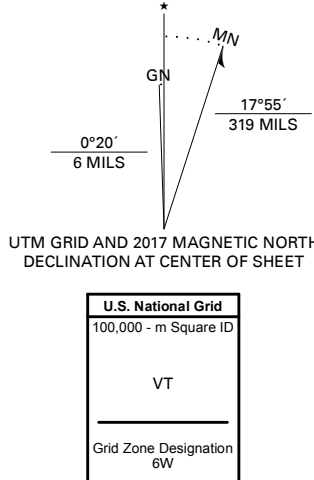 MN
GN
17°55´
319 MILS
0°20´
6 MILS
UTM GRID AND 2017 MAGNETIC NORTH
DECLINATION AT CENTER OF SHEET
U.S. National Grid
100,000 - m Square ID
VT
Grid Zone Designation
6W